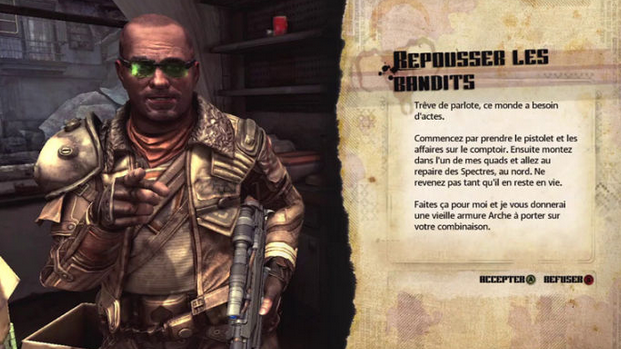 Repousser les
bandits
Trêve de parlote, ce monde a besoin
d'actes.
Commencez par prendre le pistolet et les
affaires sur le comptoir. Ensuite montez
dans l'un de mes quads et allez au
repaire des Spectres, au nord. Ne
revenez pas tant qu'il en reste en vie.
Faites ça pour moi et je vous donnerai
une vieille armure Arche à porter sur
votre combinaison.
Accepter A Refuser B